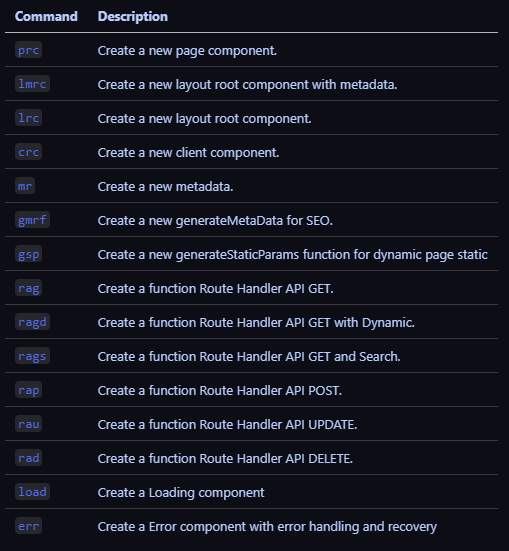 Command Description
prc Create a new page component.
lmrc Create a new layout root component with metadata.
lrc Create a new layout root component.
crc Create a new client component.
mr Create a new metadata.
gmrf Create a new generateMetaData for SEO.
gsp Create a new generateStaticParams function for dynamic page static
rag Create a function Route Handler API GET.
ragd Create a function Route Handler API GET with Dynamic.
rags Create a function Route Handler API GET and Search.
rap Create a function Route Handler API POST.
rau Create a function Route Handler API UPDATE.
rad Create a function Route Handler API DELETE.
load Create a Loading component
err Create a Error component with error handling and recovery